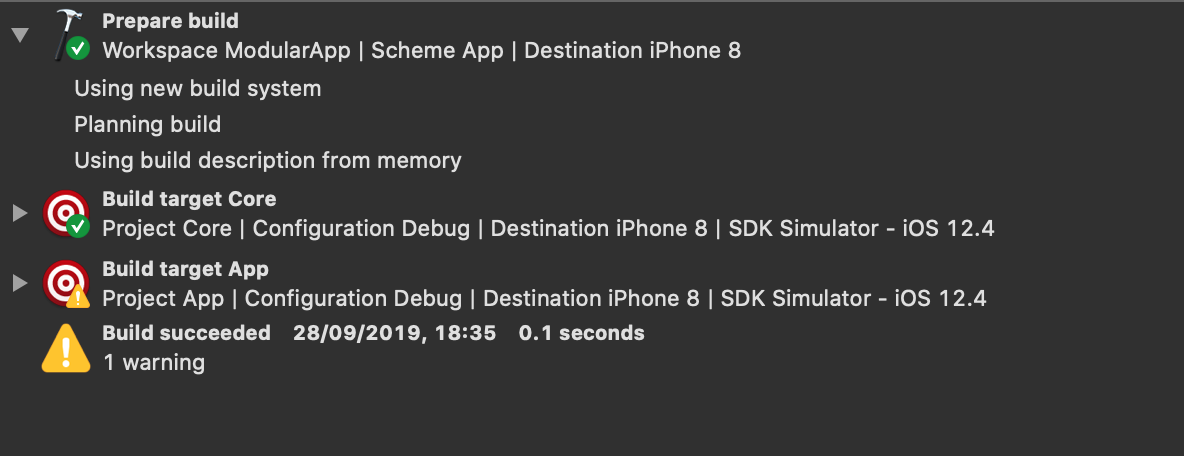 Prepare build
Workspace ModularApp | Scheme App | Destination iPhone 8
Using new build system
Planning build
Using build description from memory
Build target Core
Project Core | Configuration Debug | Destination iPhone 8 | SDK Simulator - iOS 12.4
Build target App
Project App | Configuration Debug | Destination iPhone 8 | SDK Simulator - iOS 12.4
Build succeeded 28/09/2019, 18:35 0.1 seconds
1 warning